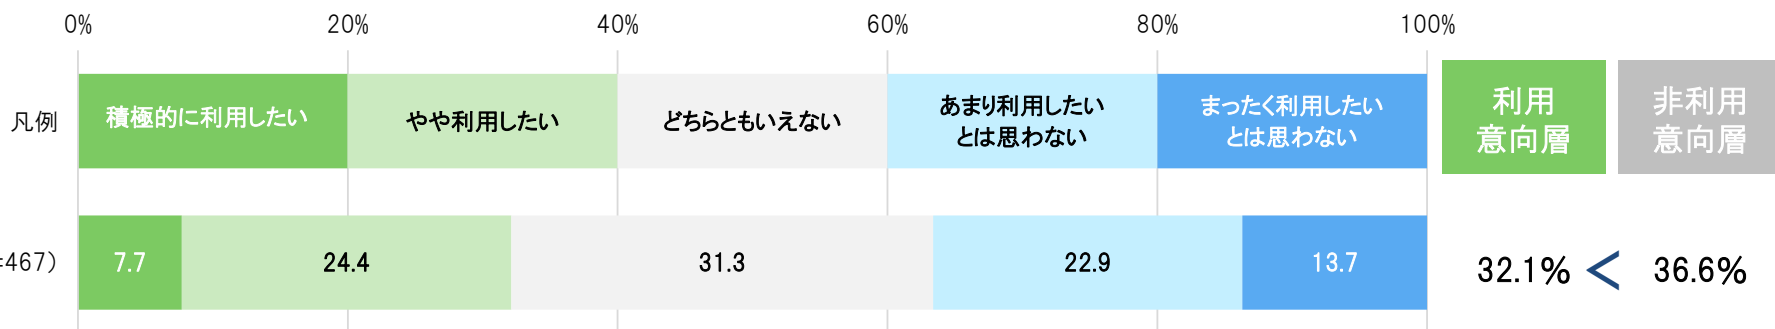 0% 20% 40% 60% 80% 100%
凡例
積極的に利用したい
やや利用したい
どちらともいえない
あまり利用したい
とは思わない
まったく利用したい
とは思わない
利用
意向層
非利用
意向層
=467) 7.7 24.4 31.3 22.9 13.7 32.1% < 36.6%